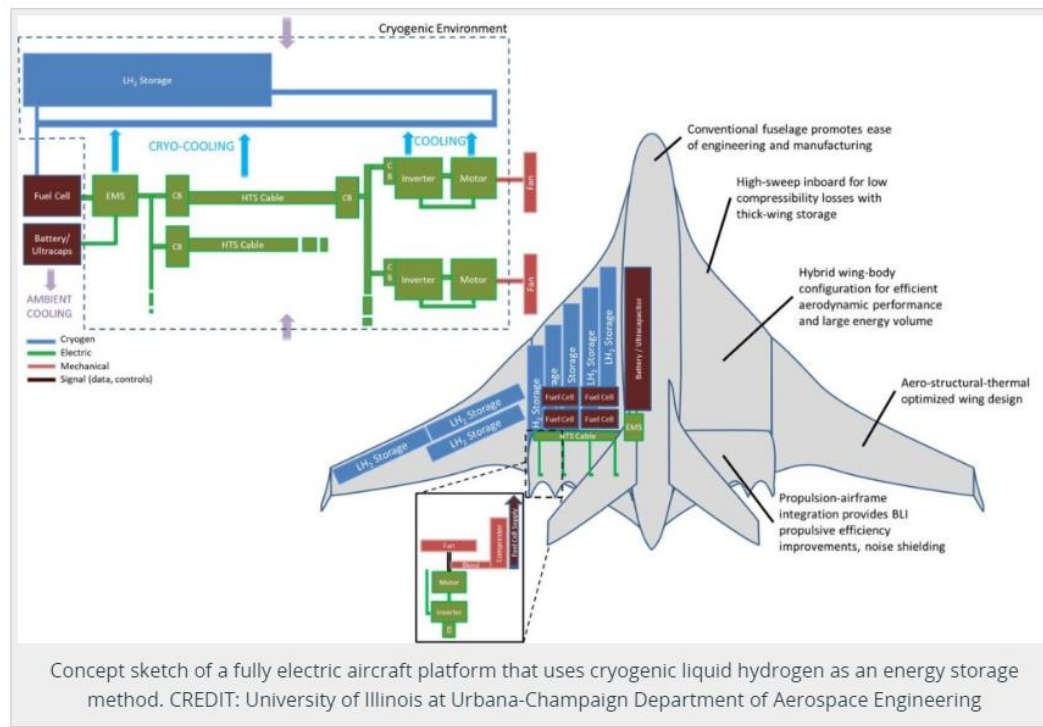 Cryogenic Environment
LH₂ Storage
CRYO-COOLING
COOLING
Fuel Cell
EMS
CB
HTS Cable
CB
C
B
Inverter
Motor
Fan
Battery/
Ultracaps
CB
HTS Cable
C
B
Inverter
Motor
Fan
AMBIENT
COOLING
Cryogen
Electric
Mechanical
Signal (data, controls)
Conventional fuselage promotes ease
of engineering and manufacturing
High-sweep inboard for low
compressibility losses with
thick-wing storage
Hybrid wing-body
configuration for efficient
aerodynamic performance
and large energy volume
Aero-structural-thermal
optimized wing design
Propulsion-airframe
integration provides BLI
propulsive efficiency
improvements, noise shielding
LH₂ Storage
LH₂ Storage
LH₂ Storage
LH₂ Storage
Storage
Storage
LH₂ Storage
LH₂ Storage
Battery / Ultracapacitor
Fuel Cell
Fuel Cell
Fuel Cell
Fuel Cell
HTS Cable
EMS
Fan
Compressor
Fuel Cell Supply
Motor
Inverter
Concept sketch of a fully electric aircraft platform that uses cryogenic liquid hydrogen as an energy storage
method. CREDIT: University of Illinois at Urbana-Champaign Department of Aerospace Engineering